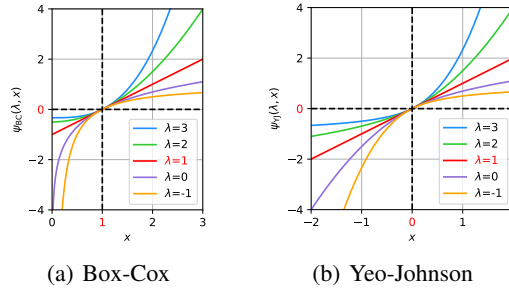 4
2
0
−2
−4
ψBC(λ, x)
λ=3
λ=2
λ=1
λ=0
λ=-1
0 1 2 3
x
(a) Box-Cox
4
2
0
−2
−4
ψYJ(λ, x)
λ=3
λ=2
λ=1
λ=0
λ=-1
−2 −1 0 1
x
(b) Yeo-Johnson